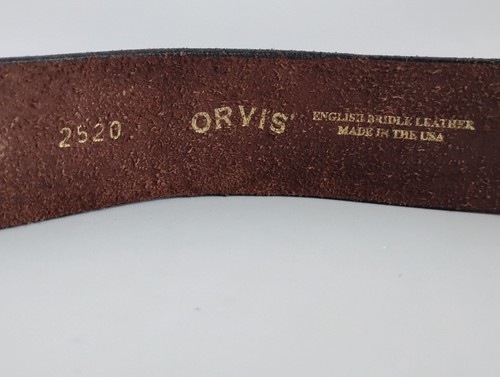 2520
ORVIS'
ENGLISH BRIDLE LEATHER
MADE IN THE USA